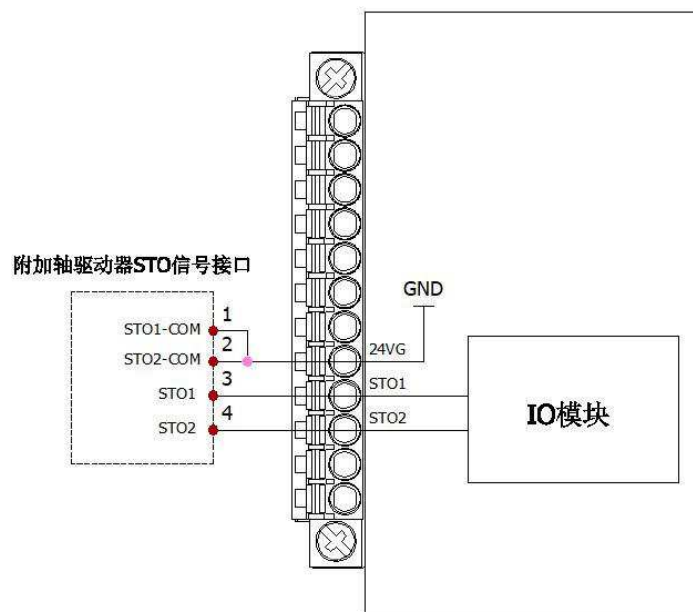 附加轴驱动器STO信号接口
GND
STO1-COM 1
STO2-COM 2
24VG
STO1 3
STO1
STO2 4
STO2
IO模块